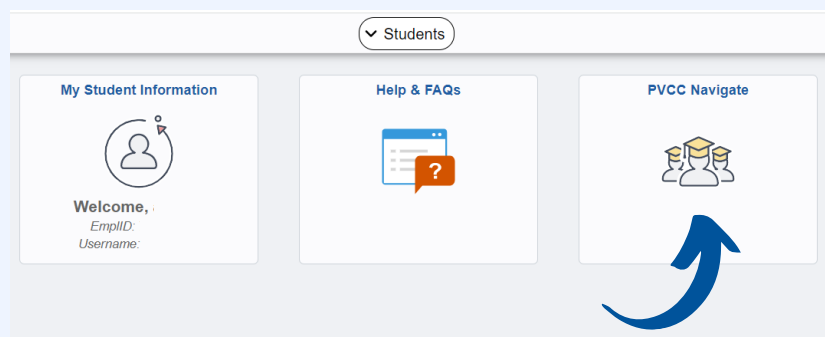 Students
My Student Information
Help & FAQs
PVCC Navigate
?
Welcome,
EmplID:
Username: